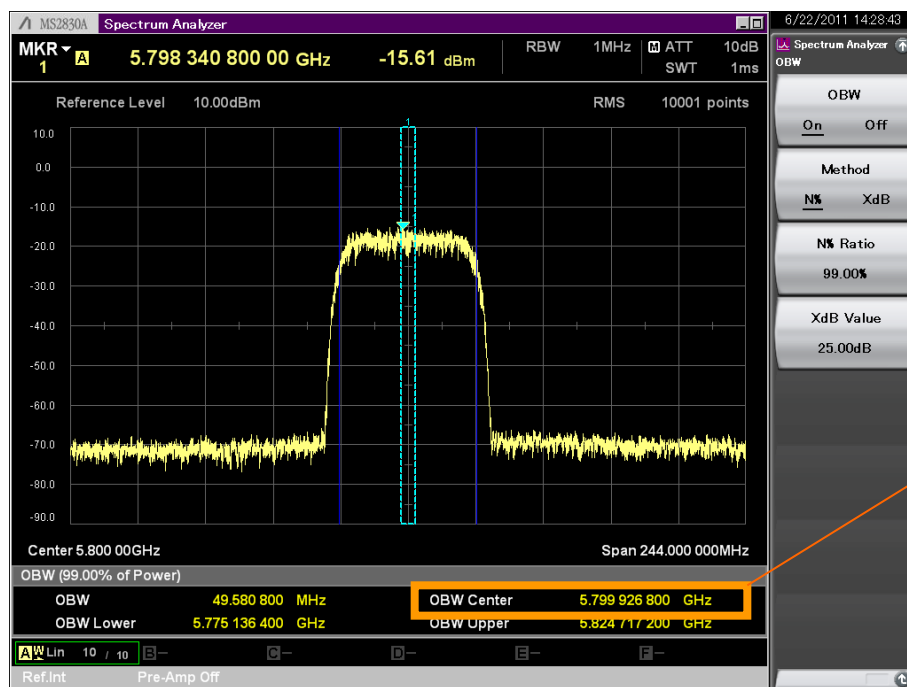 MS2830A Spectrum Analyzer 6/22/2011 14:28:43
MKR 1 A 5.798 340 800 00 GHz -15.61 dBm RBW 1MHz M ATT 10dB
SWT 1ms
Reference Level 10.00dBm RMS 10001 points
1
10.0
0.0
-10.0
-20.0
-30.0
-40.0
-50.0
-60.0
-70.0
-80.0
-90.0
Center 5.800 00GHz Span 244.000 000MHz
OBW (99.00% of Power)
OBW 49.580 800 MHz OBW Center 5.799 926 800 GHz
OBW Lower 5.775 136 400 GHz OBW Upper 5.824 717 200 GHz
A W Lin 10 / 10 B- C- D- E- F-
Ref.Int Pre-Amp Off
Spectrum Analyzer
OBW
OBW
On Off
Method
N% XdB
N% Ratio
99.00%
XdB Value
25.00dB